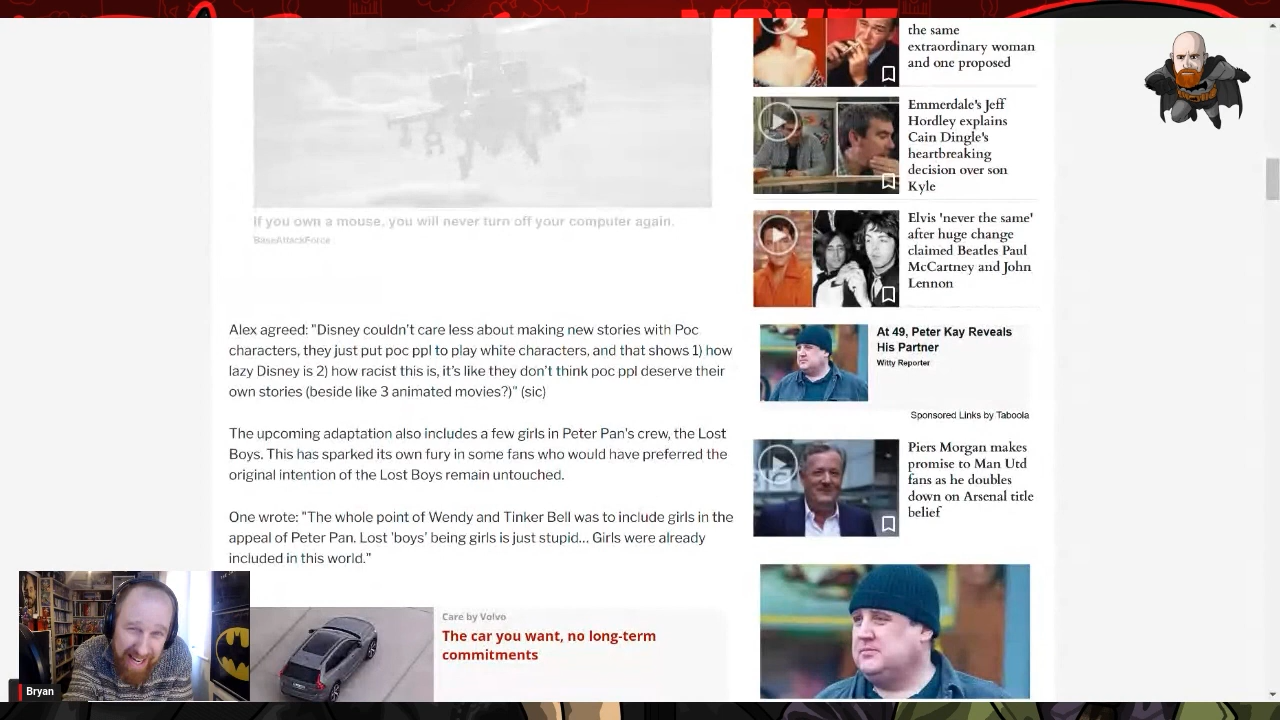 If you own a mouse, you will never turn off your computer again.
BaseAttackForce
Alex agreed: "Disney couldn't care less about making new stories with Poc
characters, they just put poc ppl to play white characters, and that shows 1) how
lazy Disney is 2) how racist this is, it's like they don't think poc ppl deserve their
own stories (beside like 3 animated movies?)" (sic)
The upcoming adaptation also includes a few girls in Peter Pan's crew, the Lost
Boys. This has sparked its own fury in some fans who would have preferred the
original intention of the Lost Boys remain untouched.
One wrote: "The whole point of Wendy and Tinker Bell was to include girls in the
appeal of Peter Pan. Lost 'boys' being girls is just stupid... Girls were already
included in this world."
Care by Volvo
The car you want, no long-term
commitments
the same
extraordinary woman
and one proposed
Emmerdale's Jeff
Hordley explains
Cain Dingle's
heartbreaking
decision over son
Kyle
Elvis 'never the same'
after huge change
claimed Beatles Paul
McCartney and John
Lennon
At 49, Peter Kay Reveals
His Partner
Witty Reporter
Sponsored Links by Taboola
Piers Morgan makes
promise to Man Utd
fans as he doubles
down on Arsenal title
belief
Bryan